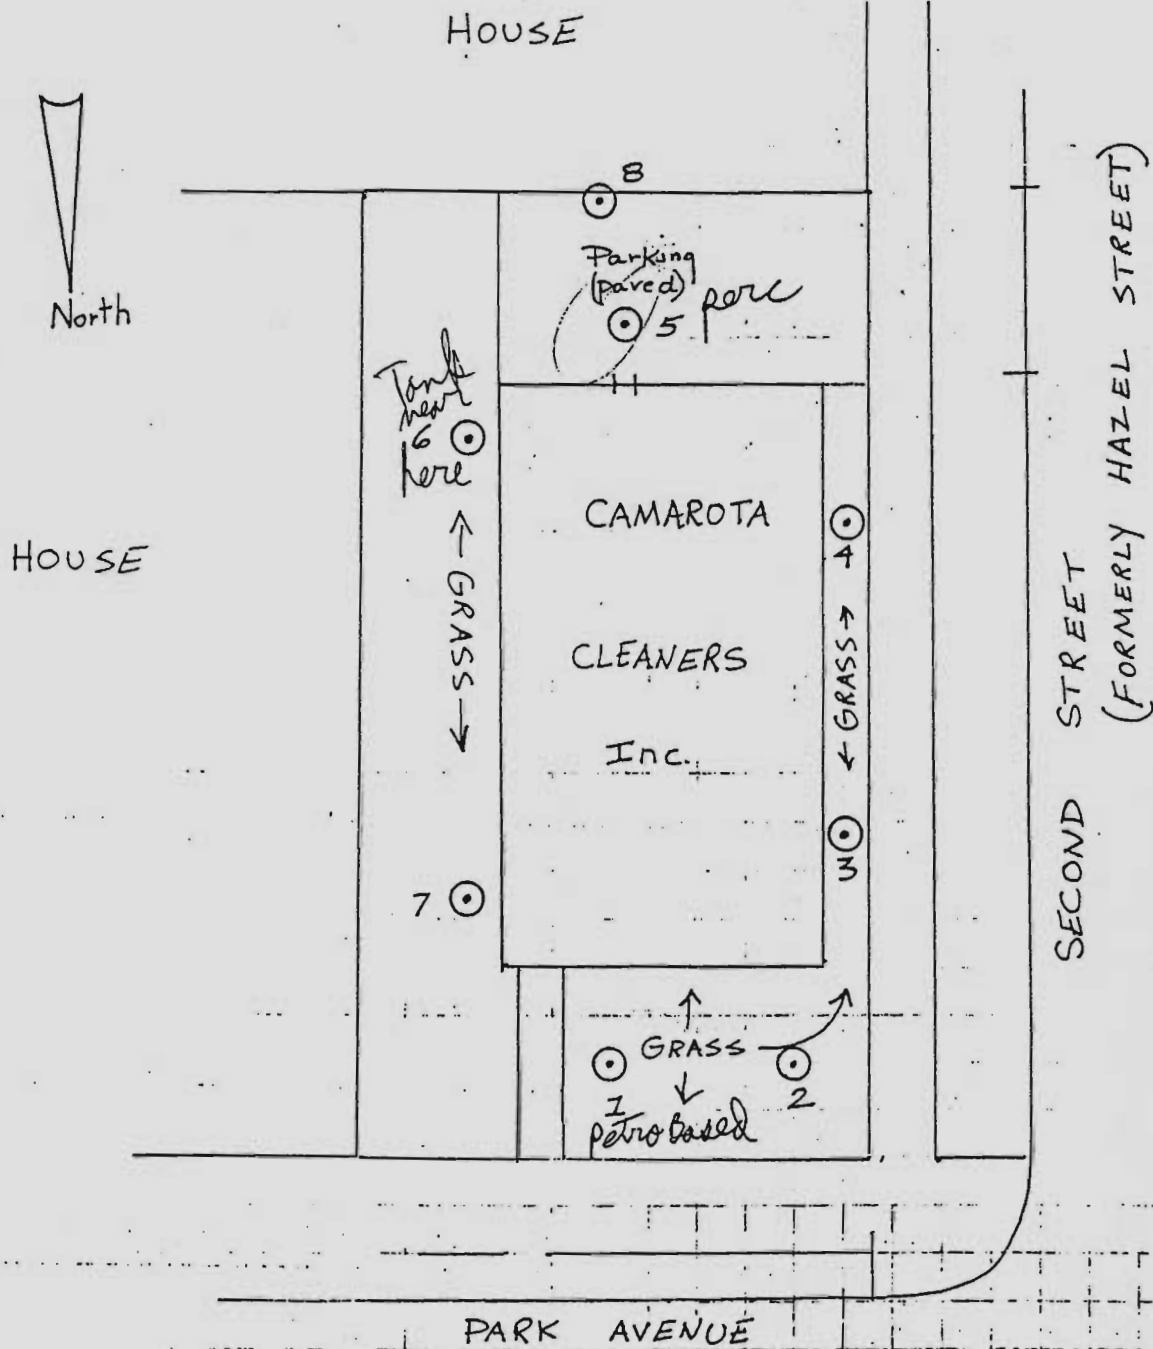 HOUSE
North
8
Parking
(paved)
5 perc
Tank
near
6
here
CAMAROTA
CLEANERS
Inc.
HOUSE
← GRASS →
4
← GRASS →
3
7
GRASS
1
2
Petro Based
SECOND STREET
(FORMERLY HAZEL STREET)
PARK AVENUE